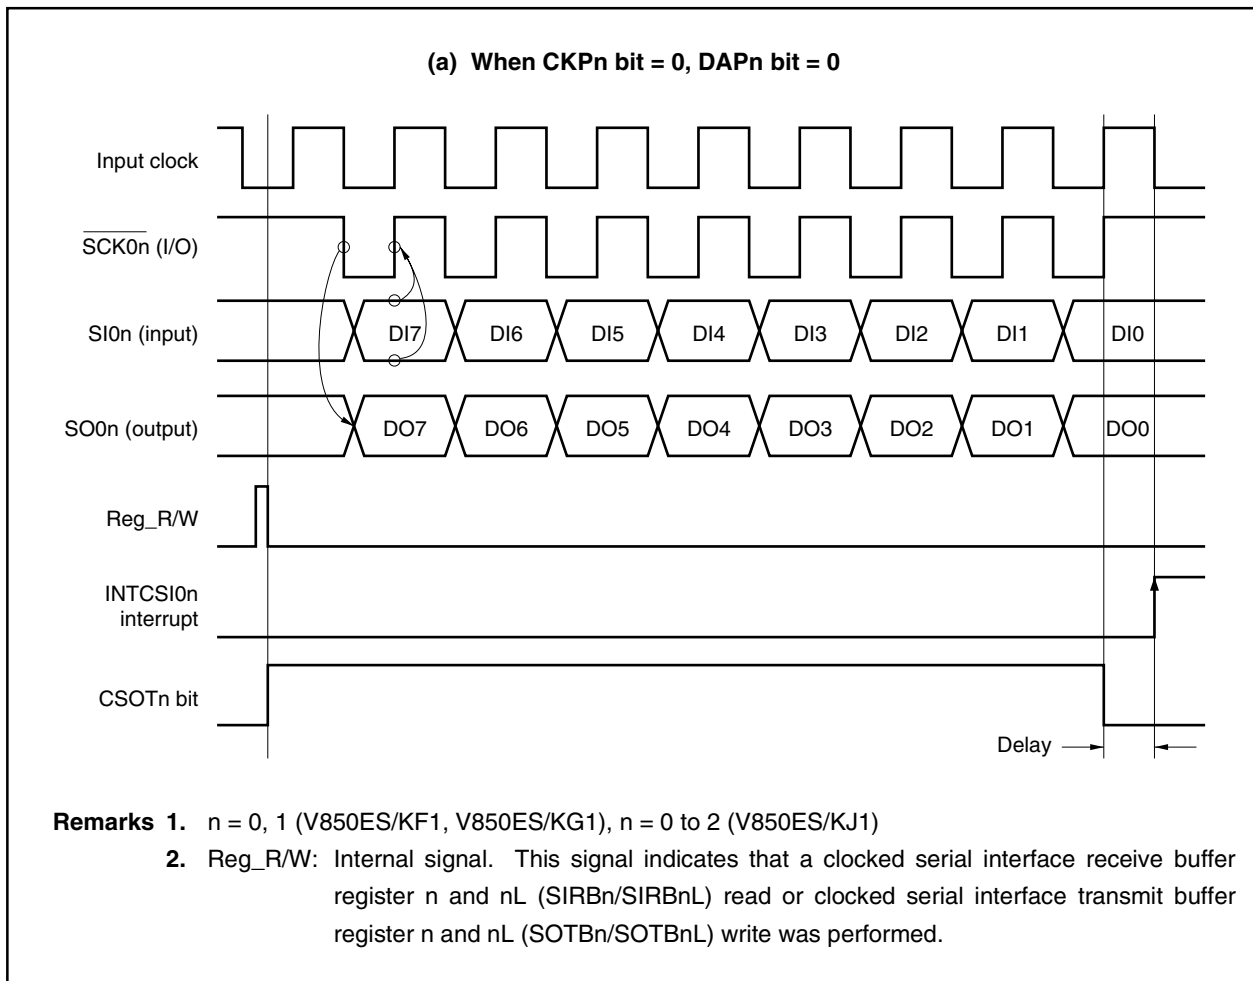 (a) When CKPn bit = 0, DAPn bit = 0
Input clock
SCK0n (I/O)
SI0n (input)
DI7 DI6 DI5 DI4 DI3 DI2 DI1 DI0
SO0n (output)
DO7 DO6 DO5 DO4 DO3 DO2 DO1 DO0
Reg_R/W
INTCSI0n
interrupt
CSOTn bit
Delay
Remarks 1. n = 0, 1 (V850ES/KF1, V850ES/KG1), n = 0 to 2 (V850ES/KJ1)
2. Reg_R/W: Internal signal. This signal indicates that a clocked serial interface receive buffer
register n and nL (SIRBn/SIRBnL) read or clocked serial interface transmit buffer
register n and nL (SOTBn/SOTBnL) write was performed.